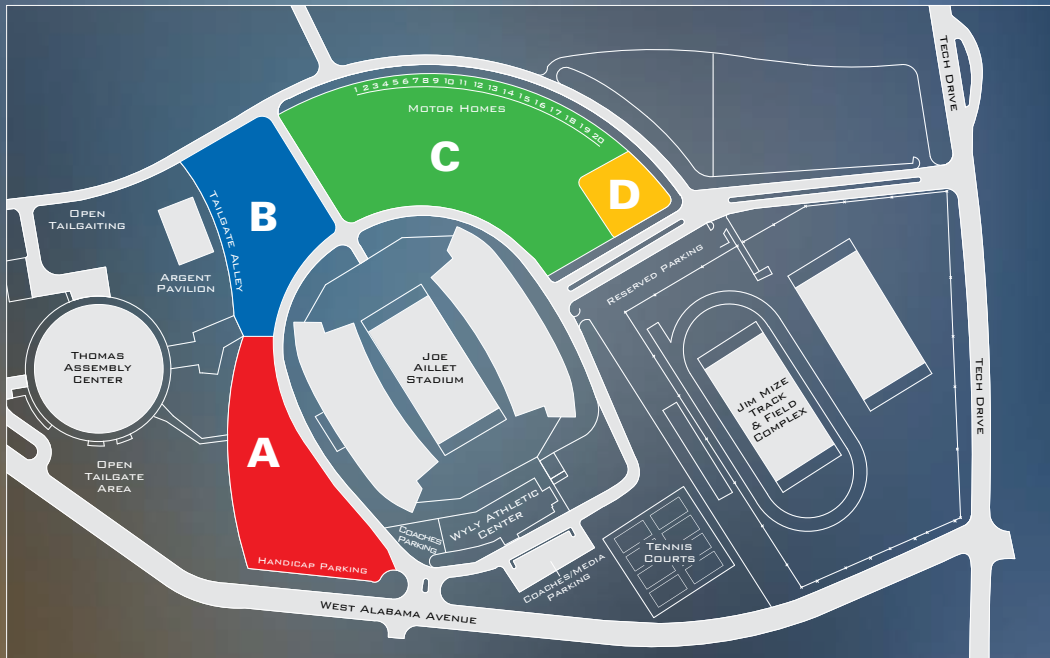 1 2 3 4 5 6 7 8 9 10 11 12 13 14 15 16 17 18 19 20
MOTOR HOMES
C
D
B
TAILGATE ALLEY
OPEN
TAILGAITING
ARGENT
PAVILION
TECH DRIVE
RESERVED PARKING
THOMAS
ASSEMBLY
CENTER
JOE
AILLET
STADIUM
JIM MIZE
TRACK
& FIELD
COMPLEX
TECH DRIVE
A
OPEN
TAILGATE
AREA
HANDICAP PARKING
COACHES
PARKING
WYLY ATHLETIC
CENTER
COACHES/MEDIA
PARKING
TENNIS
COURTS
WEST ALABAMA AVENUE